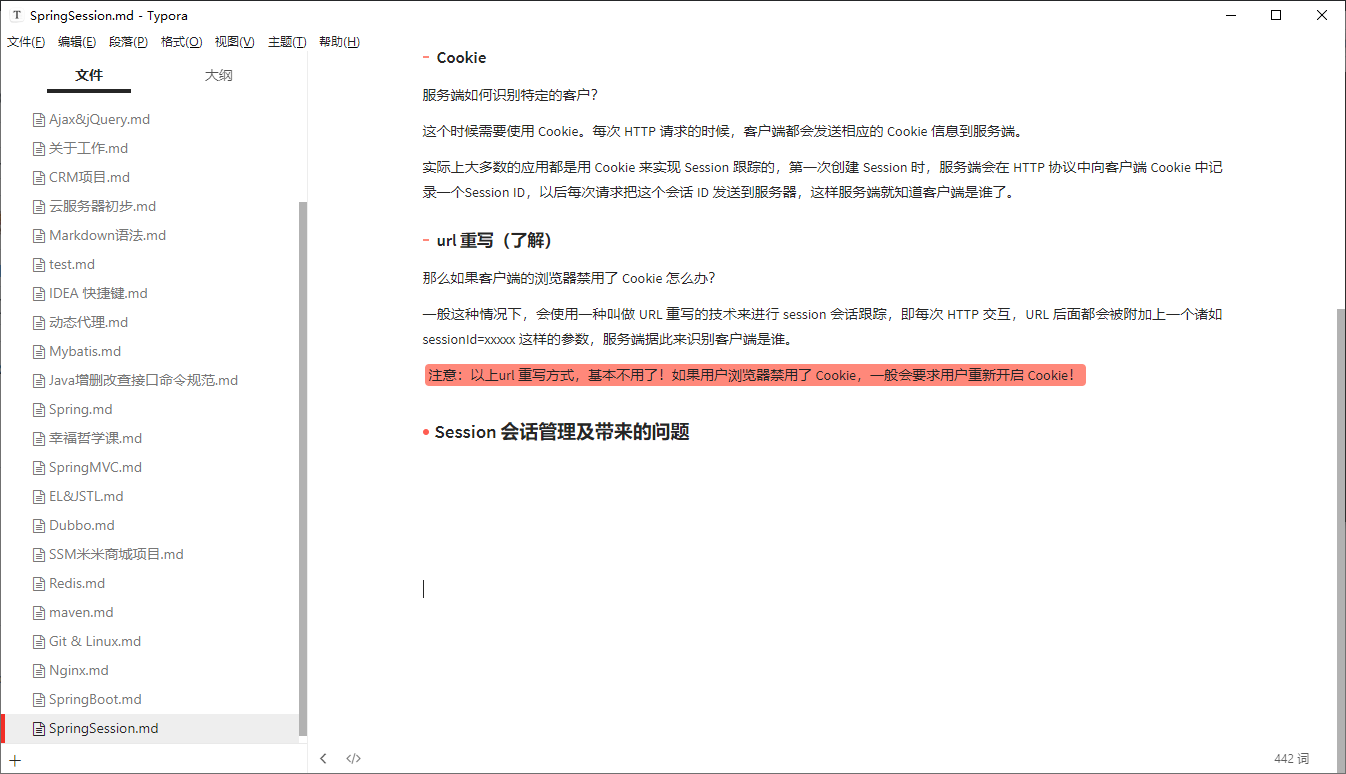 SpringSession.md - Typora
文件(F) 编辑(E) 段落(P) 格式(O) 视图(V) 主题(T) 帮助(H)
文件 大纲
Ajax&jQuery.md
关于工作.md
CRM项目.md
云服务器初步.md
Markdown语法.md
test.md
IDEA 快捷键.md
动态代理.md
Mybatis.md
Java增删改查接口命令规范.md
Spring.md
幸福哲学课.md
SpringMVC.md
EL&JSTL.md
Dubbo.md
SSM米米商城项目.md
Redis.md
maven.md
Git & Linux.md
Nginx.md
SpringBoot.md
SpringSession.md
- Cookie
服务端如何识别特定的客户？
这个时候需要使用 Cookie。每次 HTTP 请求的时候，客户端都会发送相应的 Cookie 信息到服务端。
实际上大多数的应用都是用 Cookie 来实现 Session 跟踪的，第一次创建 Session 时，服务端会在 HTTP 协议中向客户端 Cookie 中记
录一个Session ID，以后每次请求把这个会话 ID 发送到服务器，这样服务端就知道客户端是谁了。
- url 重写（了解）
那么如果客户端的浏览器禁用了 Cookie 怎么办？
一般这种情况下，会使用一种叫做 URL 重写的技术来进行 session 会话跟踪，即每次 HTTP 交互，URL 后面都会被附加上一个诸如
sessionId=xxxxx 这样的参数，服务端据此来识别客户端是谁。
注意：以上url 重写方式，基本不用了！如果用户浏览器禁用了 Cookie，一般会要求用户重新开启 Cookie！
• Session 会话管理及带来的问题
442 词